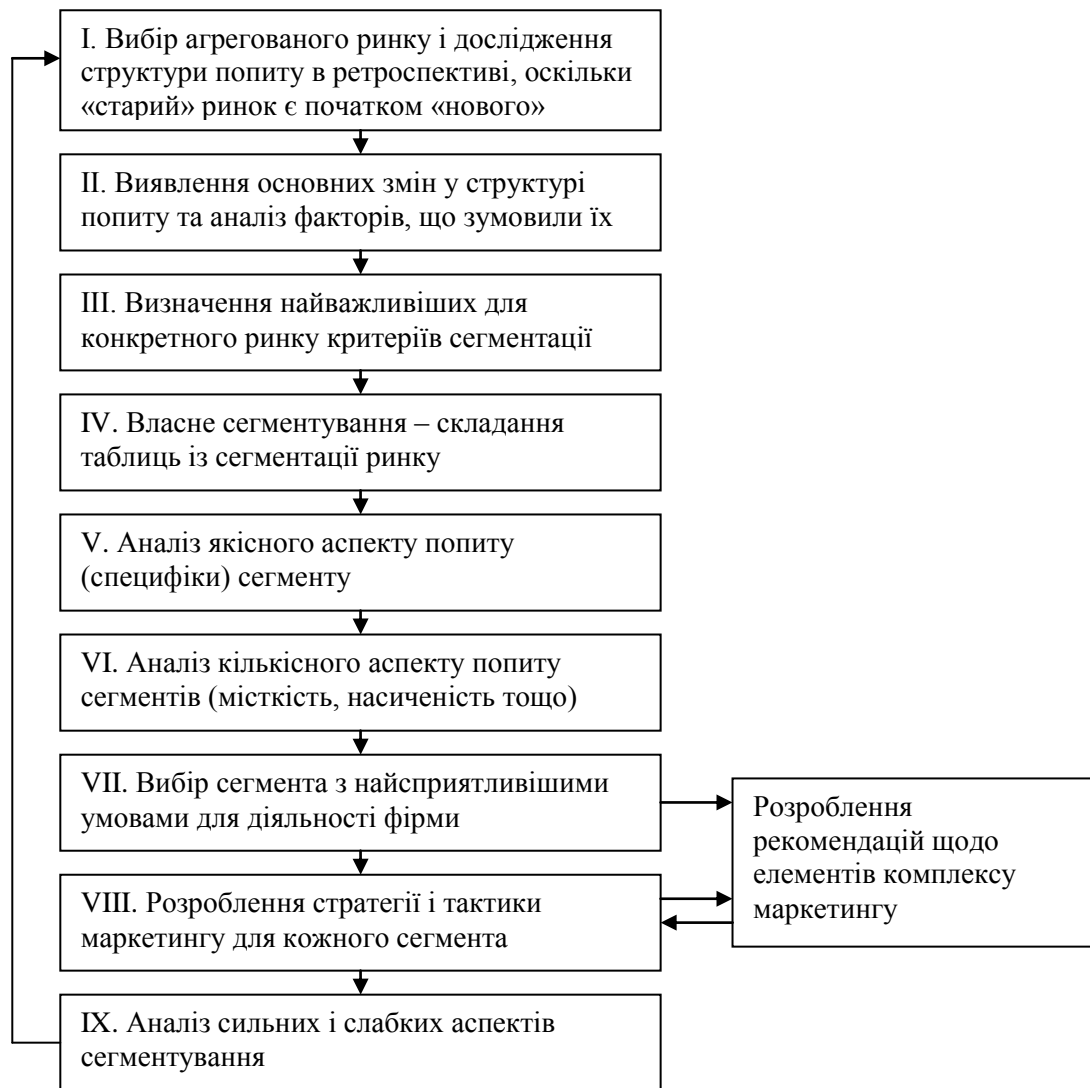 I. Вибір агрегованого ринку і дослідження
структури попиту в ретроспективі, оскільки
«старий» ринок є початком «нового»
II. Виявлення основних змін у структурі
попиту та аналіз факторів, що зумовили їх
III. Визначення найважливіших для
конкретного ринку критеріїв сегментації
IV. Власне сегментування – складання
таблиць із сегментації ринку
V. Аналіз якісного аспекту попиту
(специфіки) сегменту
VI. Аналіз кількісного аспекту попиту
сегментів (місткість, насиченість тощо)
VII. Вибір сегмента з найсприятливішими
умовами для діяльності фірми
Розроблення
рекомендацій щодо
елементів комплексу
маркетингу
VIII. Розроблення стратегії і тактики
маркетингу для кожного сегмента
IX. Аналіз сильних і слабких аспектів
сегментування